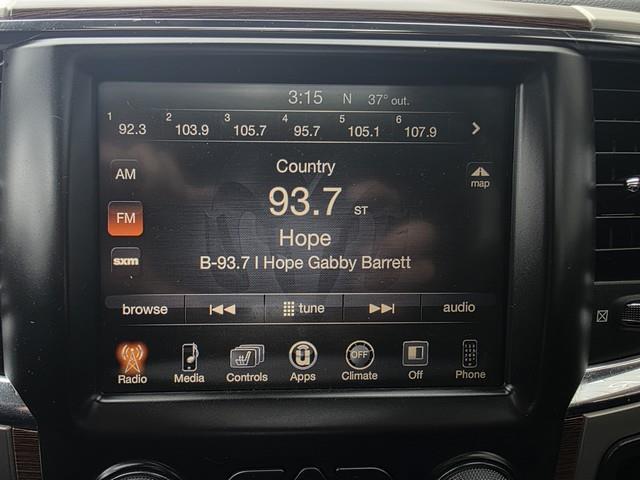 3:15 N 37° out.
1 92.3 2 103.9 3 105.7 4 95.7 5 105.1 6 107.9
AM
Country
map
93.7 ST
FM
Hope
sxm
B-93.7 I Hope Gabby Barrett
browse tune audio
OFF
Radio Media Controls Apps Climate Off Phone